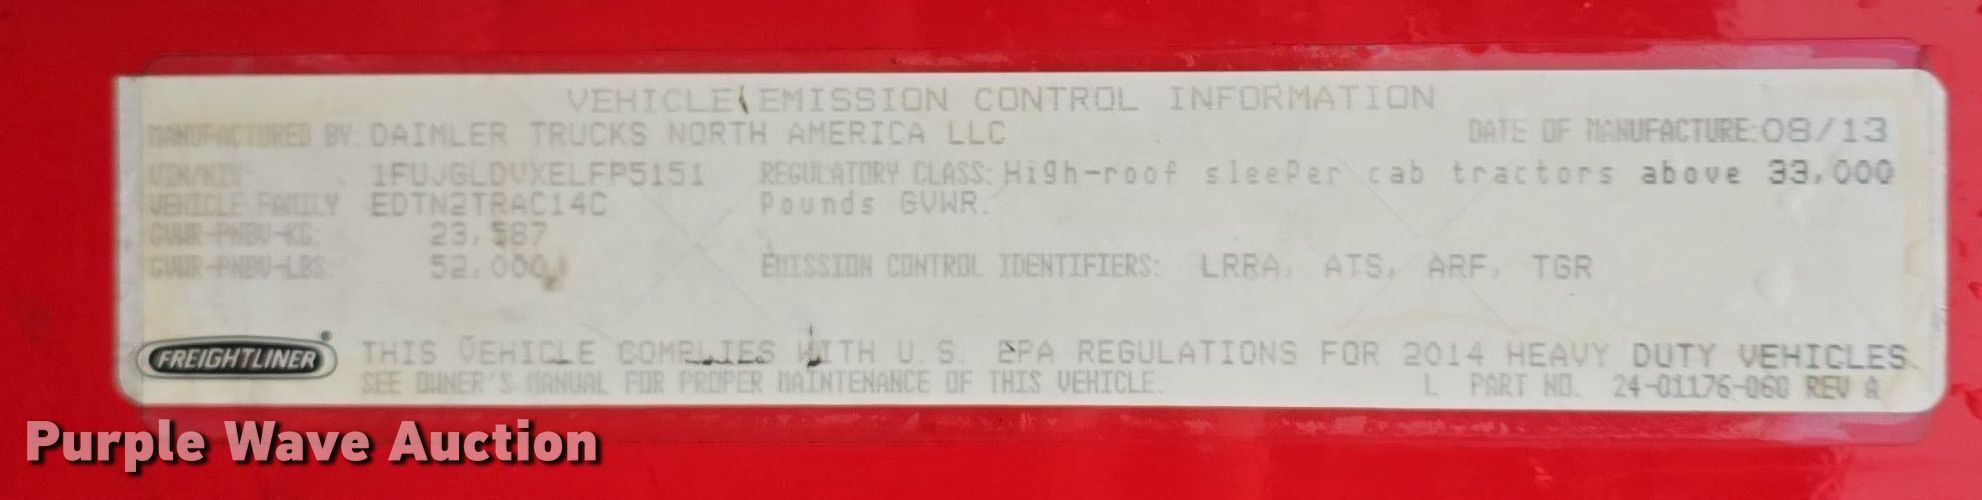 VEHICLE EMISSION CONTROL INFORMATION
MANUFACTURED BY: DAIMLER TRUCKS NORTH AMERICA LLC DATE OF MANUFACTURE: 08/13
VIN/NIV: 1FUJGLDVXELFP5151 REGULATORY CLASS: High-roof sleeper cab tractors above 33,000
VEHICLE FAMILY EDTN2TRAC14C Pounds GVWR.
GVWR-PNBV-KG: 23,587
GVWR-PNBV-LBS: 52,000 EMISSION CONTROL IDENTIFIERS: LRRA, ATS, ARF, TGR
FREIGHTLINER® THIS VEHICLE COMPLIES WITH U.S. EPA REGULATIONS FOR 2014 HEAVY DUTY VEHICLES
SEE OWNER'S MANUAL FOR PROPER MAINTENANCE OF THIS VEHICLE. L PART NO. 24-01176-060 REV A
Purple Wave Auction